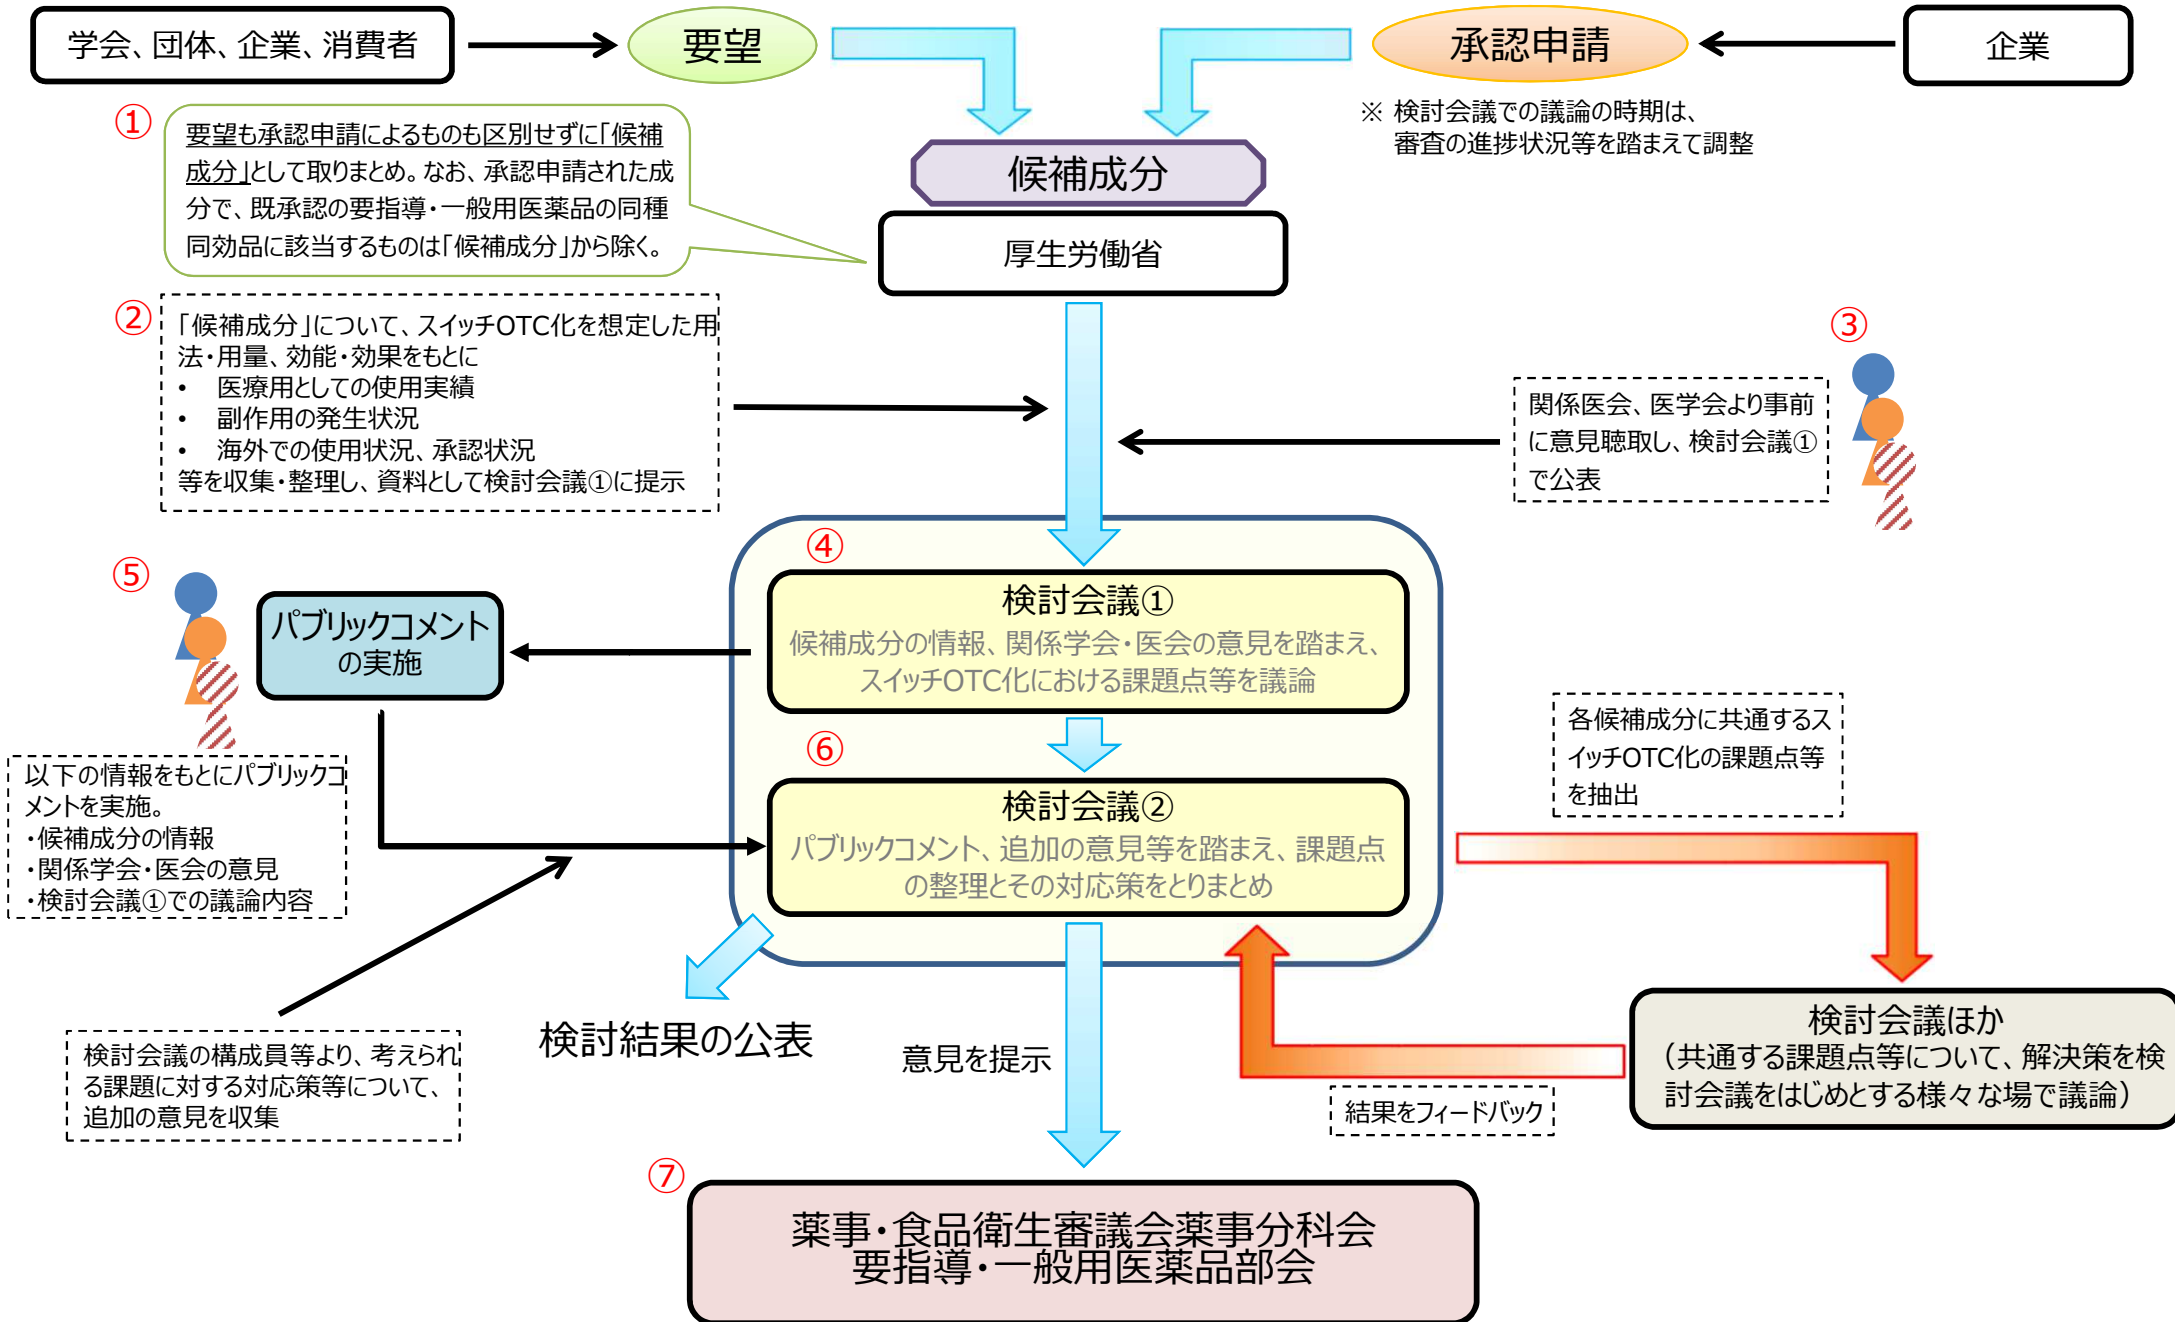 学会、団体、企業、消費者
要望
承認申請
企業
※ 検討会議での議論の時期は、
審査の進捗状況等を踏まえて調整
①
要望も承認申請によるものも区別せずに「候補
成分」として取りまとめ。なお、承認申請された成
分で、既承認の要指導・一般用医薬品の同種
同効品に該当するものは「候補成分」から除く。
候補成分
厚生労働省
②
「候補成分」について、スイッチOTC化を想定した用
法・用量、効能・効果をもとに
• 医療用としての使用実績
• 副作用の発生状況
• 海外での使用状況、承認状況
等を収集・整理し、資料として検討会議①に提示
③
関係医会、医学会より事前
に意見聴取し、検討会議①
で公表
④
検討会議①
候補成分の情報、関係学会・医会の意見を踏まえ、
スイッチOTC化における課題点等を議論
⑤
パブリックコメント
の実施
以下の情報をもとにパブリックコ
メントを実施。
・候補成分の情報
・関係学会・医会の意見
・検討会議①での議論内容
⑥
検討会議②
パブリックコメント、追加の意見等を踏まえ、課題点
の整理とその対応策をとりまとめ
各候補成分に共通するス
イッチOTC化の課題点等
を抽出
検討会議の構成員等より、考えられ
る課題に対する対応策等について、
追加の意見を収集
検討結果の公表
意見を提示
検討会議ほか
（共通する課題点等について、解決策を検
討会議をはじめとする様々な場で議論）
結果をフィードバック
⑦
薬事・食品衛生審議会薬事分科会
要指導・一般用医薬品部会